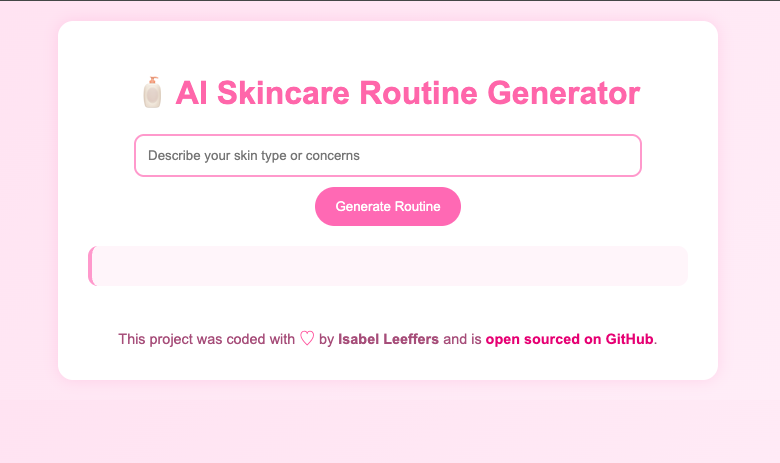 AI Skincare Routine Generator
Describe your skin type or concerns
Generate Routine
This project was coded with ♡ by Isabel Leeffers and is open sourced on GitHub.